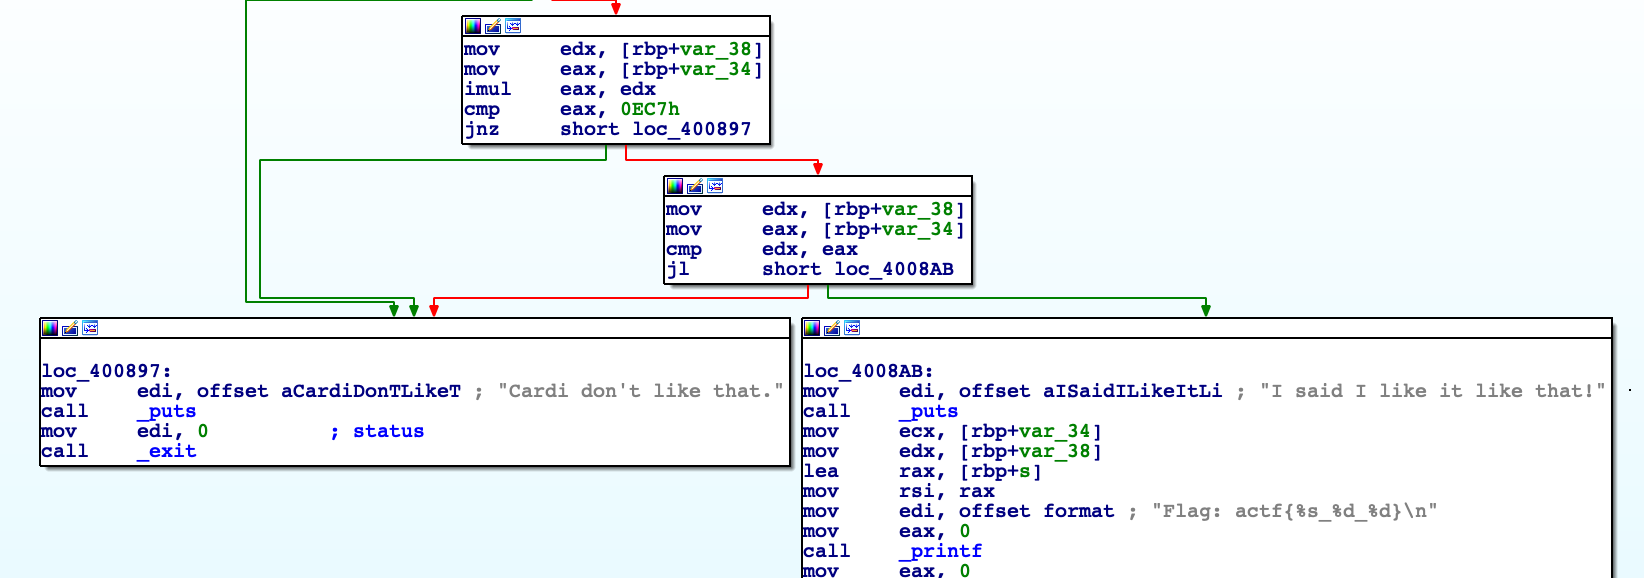 mov edx, [rbp+var_38]
mov eax, [rbp+var_34]
imul eax, edx
cmp eax, 0EC7h
jnz short loc_400897
mov edx, [rbp+var_38]
mov eax, [rbp+var_34]
cmp edx, eax
jl short loc_4008AB
loc_400897:
mov edi, offset aCardiDonTLikeT ; "Cardi don't like that."
call _puts
mov edi, 0 ; status
call _exit
loc_4008AB:
mov edi, offset aISaidILikeItLi ; "I said I like it like that!"
call _puts
mov ecx, [rbp+var_34]
mov edx, [rbp+var_38]
lea rax, [rbp+s]
mov rsi, rax
mov edi, offset format ; "Flag: actf{%s_%d_%d}\n"
mov eax, 0
call _printf
mov eax, 0